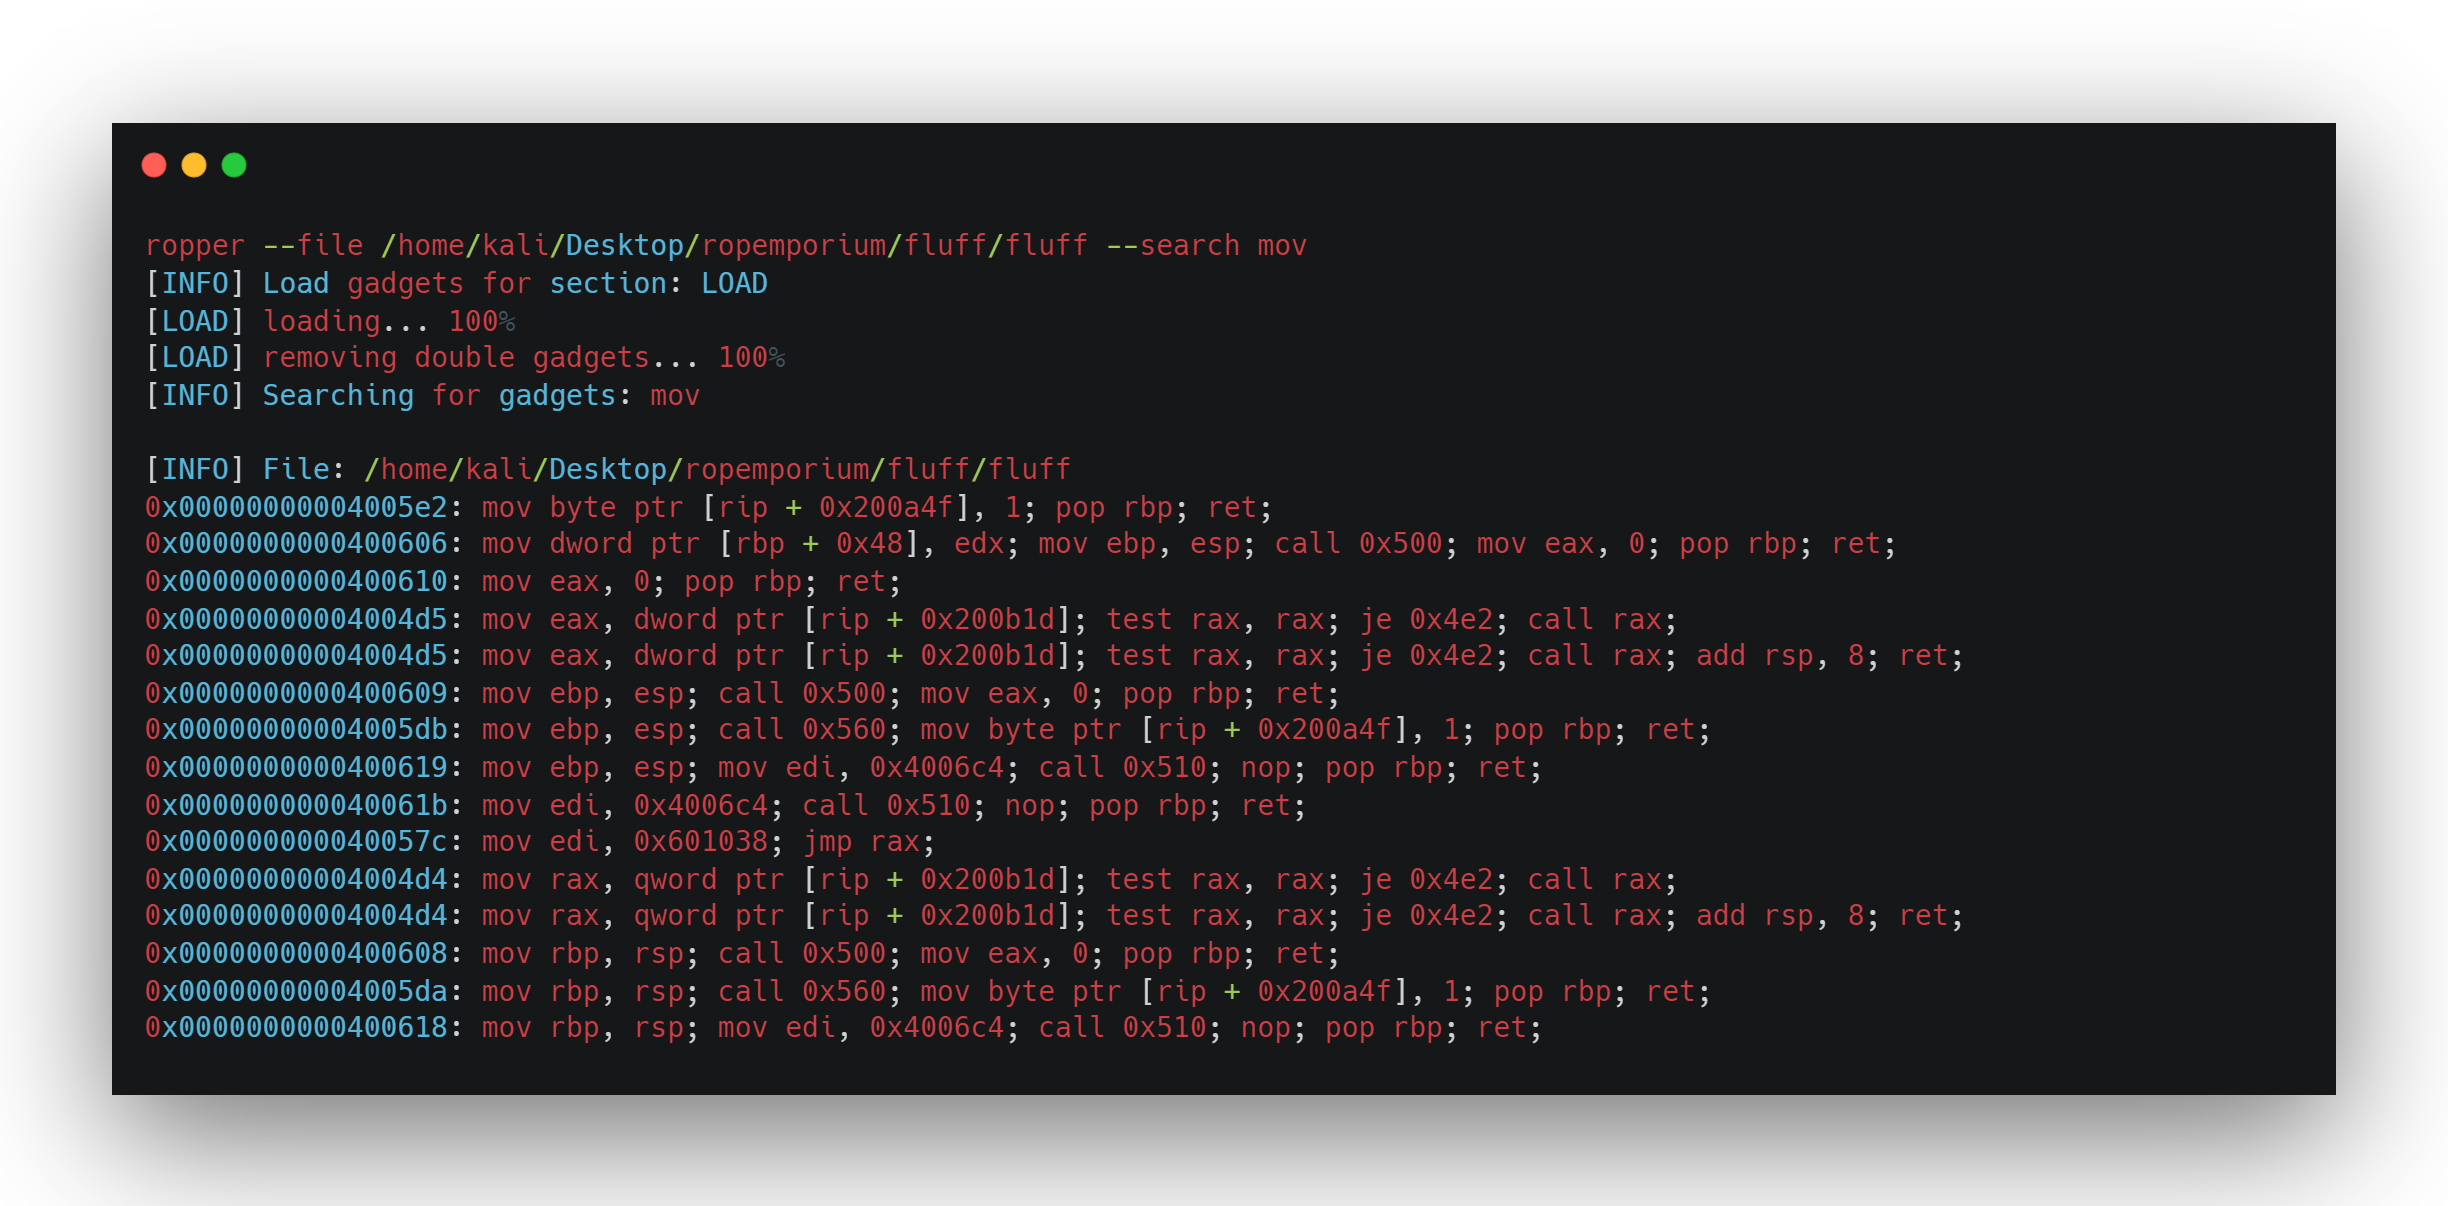 ropper --file /home/kali/Desktop/ropemporium/fluff/fluff --search mov
[INFO] Load gadgets for section: LOAD
[LOAD] loading... 100%
[LOAD] removing double gadgets... 100%
[INFO] Searching for gadgets: mov
[INFO] File: /home/kali/Desktop/ropemporium/fluff/fluff
0x00000000004005e2: mov byte ptr [rip + 0x200a4f], 1; pop rbp; ret;
0x0000000000400606: mov dword ptr [rbp + 0x48], edx; mov ebp, esp; call 0x500; mov eax, 0; pop rbp; ret;
0x0000000000400610: mov eax, 0; pop rbp; ret;
0x00000000004004d5: mov eax, dword ptr [rip + 0x200b1d]; test rax, rax; je 0x4e2; call rax;
0x00000000004004d5: mov eax, dword ptr [rip + 0x200b1d]; test rax, rax; je 0x4e2; call rax; add rsp, 8; ret;
0x0000000000400609: mov ebp, esp; call 0x500; mov eax, 0; pop rbp; ret;
0x00000000004005db: mov ebp, esp; call 0x560; mov byte ptr [rip + 0x200a4f], 1; pop rbp; ret;
0x0000000000400619: mov ebp, esp; mov edi, 0x4006c4; call 0x510; nop; pop rbp; ret;
0x000000000040061b: mov edi, 0x4006c4; call 0x510; nop; pop rbp; ret;
0x000000000040057c: mov edi, 0x601038; jmp rax;
0x00000000004004d4: mov rax, qword ptr [rip + 0x200b1d]; test rax, rax; je 0x4e2; call rax;
0x00000000004004d4: mov rax, qword ptr [rip + 0x200b1d]; test rax, rax; je 0x4e2; call rax; add rsp, 8; ret;
0x0000000000400608: mov rbp, rsp; call 0x500; mov eax, 0; pop rbp; ret;
0x00000000004005da: mov rbp, rsp; call 0x560; mov byte ptr [rip + 0x200a4f], 1; pop rbp; ret;
0x0000000000400618: mov rbp, rsp; mov edi, 0x4006c4; call 0x510; nop; pop rbp; ret;